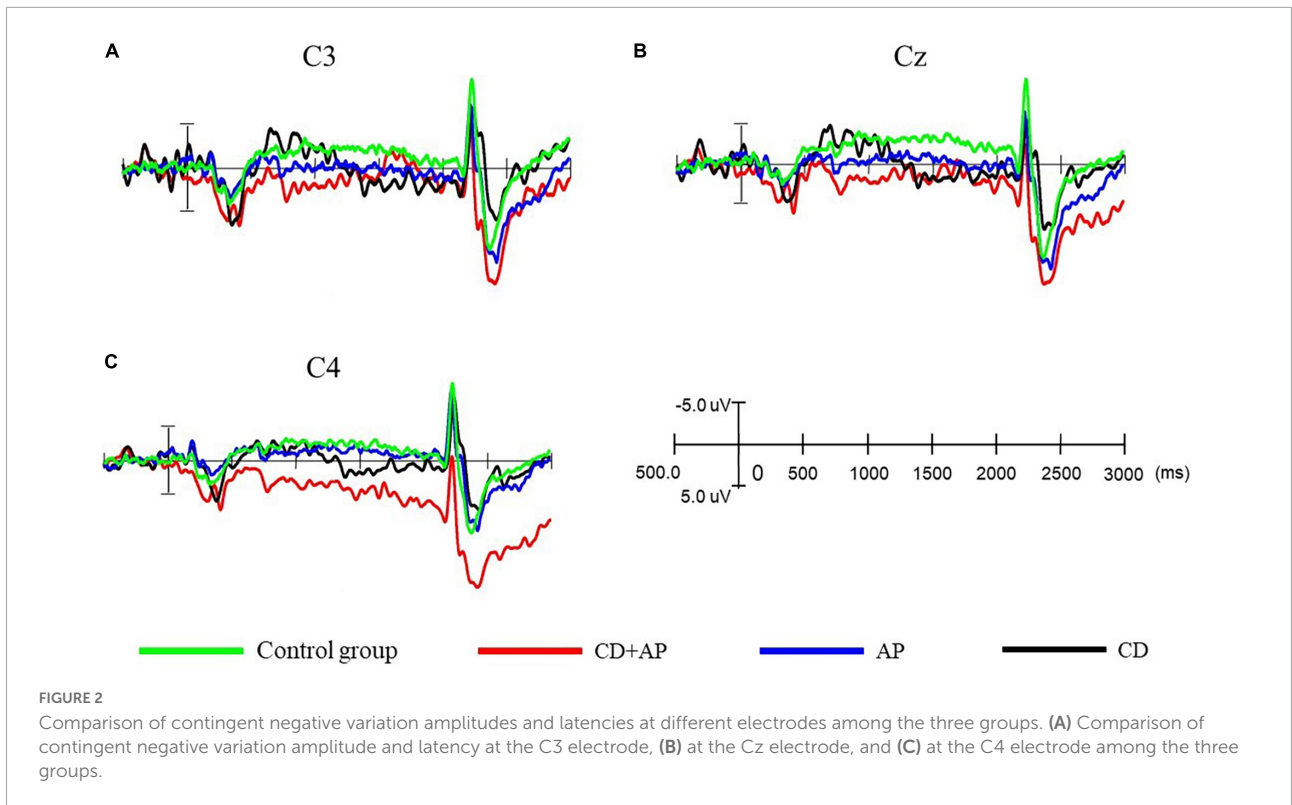 A
C3
B
Cz
C
C4
-5.0 uV
500.0 0 500 1000 1500 2000 2500 3000 (ms)
5.0 uV
Control group CD+AP AP CD
FIGURE 2
Comparison of contingent negative variation amplitudes and latencies at different electrodes among the three groups. (A) Comparison of
contingent negative variation amplitude and latency at the C3 electrode, (B) at the Cz electrode, and (C) at the C4 electrode among the three
groups.